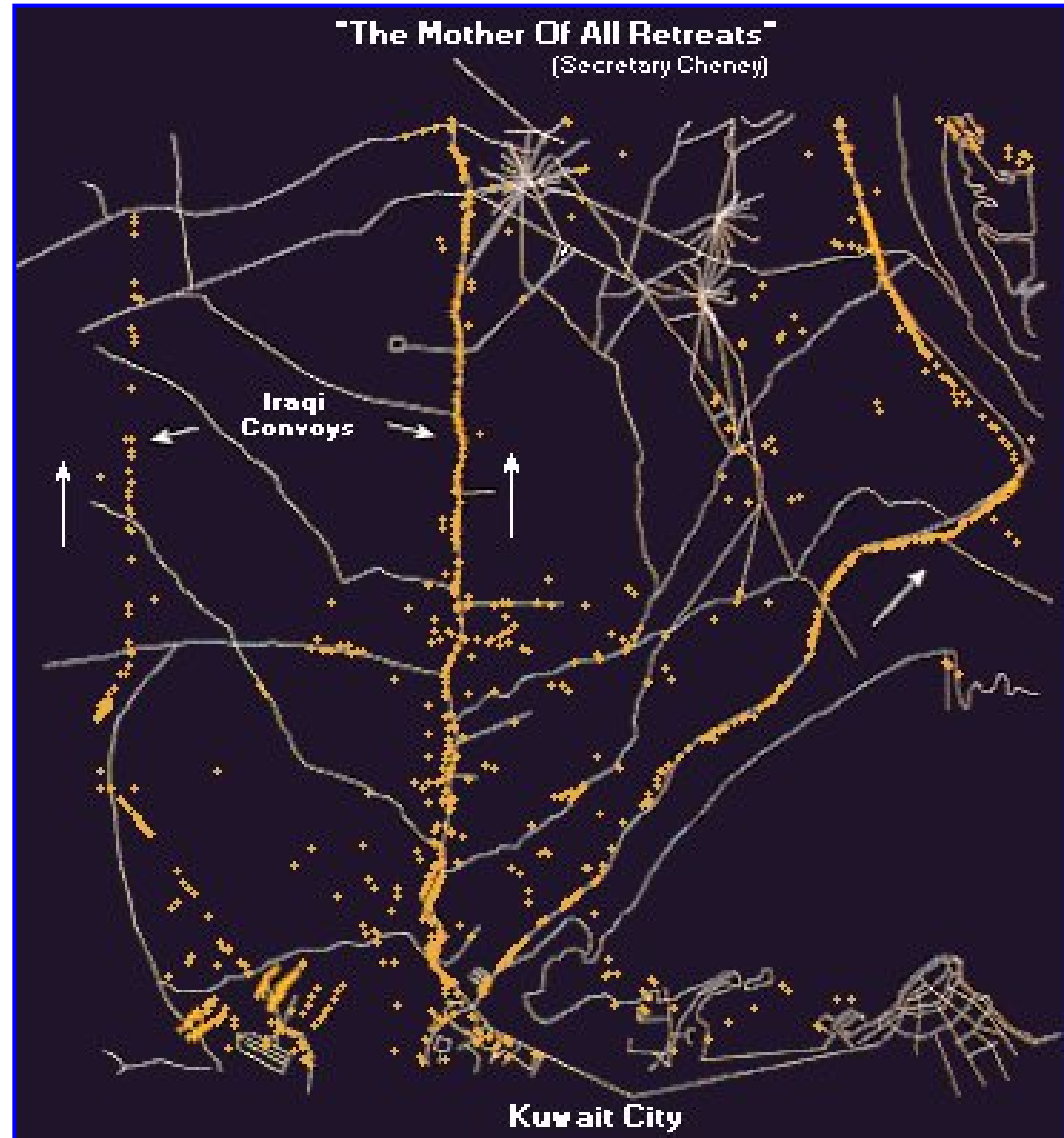 "The Mother Of All Retreats"
(Secretary Cheney)
Iraqi
Convoys
Kuwait City